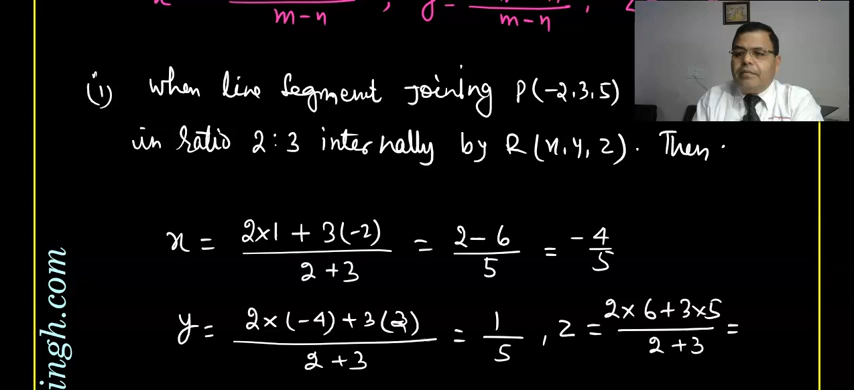 m-n , y= m-n ,
(1) When line segment joining P(-2,3,5)
in ratio 2:3 internally by R(x,y,z). Then.
x = (2×1 + 3(-2))/(2+3) = (2-6)/5 = -4/5
y = (2×(-4)+3(3))/(2+3) = 1/5 , z = (2×6+3×5)/(2+3) =
ingh.com